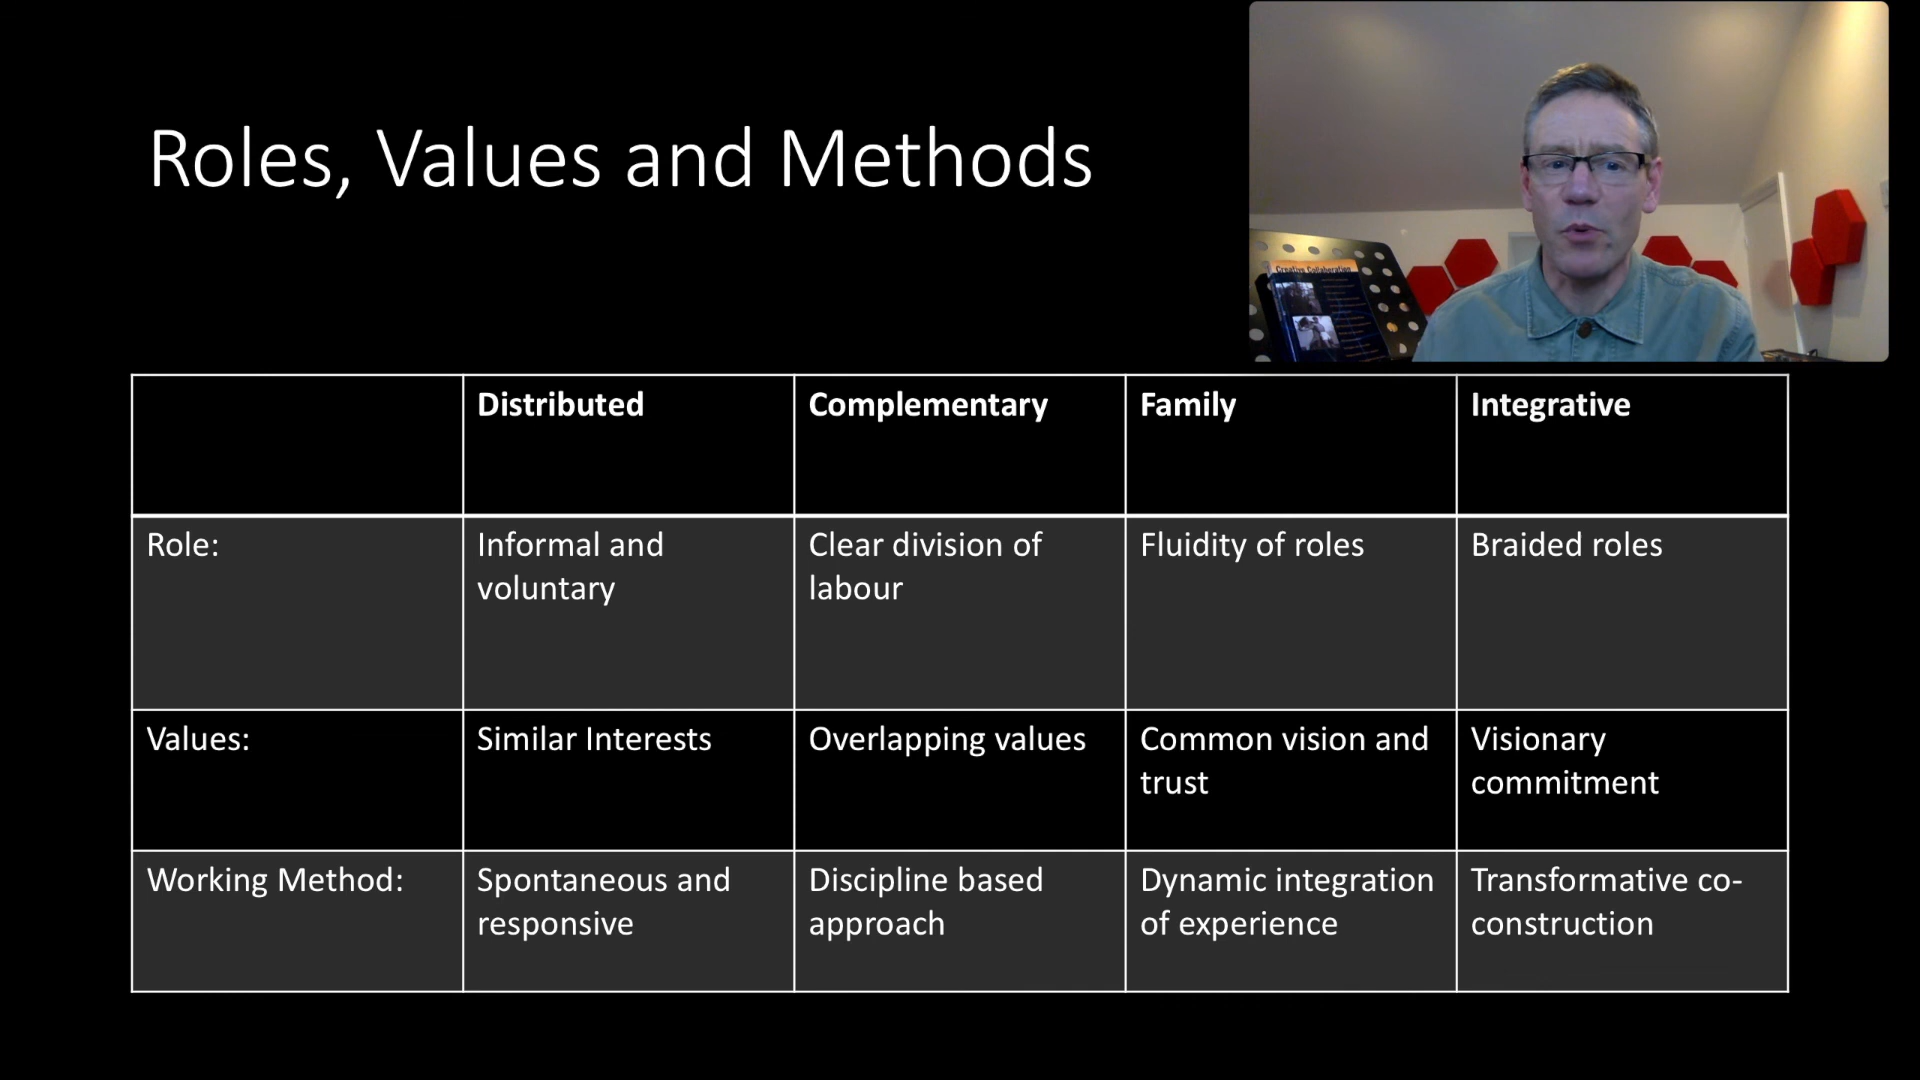 Roles, Values and Methods
Creative Collaboration
Distributed
Complementary
Family
Integrative
Role:
Informal and
voluntary
Clear division of
labour
Fluidity of roles
Braided roles
Values:
Similar Interests
Overlapping values
Common vision and
trust
Visionary
commitment
Working Method:
Spontaneous and
responsive
Discipline based
approach
Dynamic integration
of experience
Transformative co-
construction